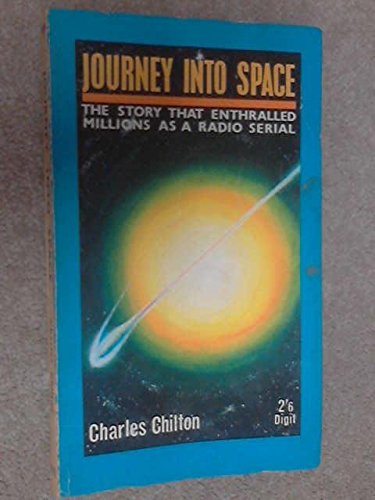 JOURNEY INTO SPACE
THE STORY THAT ENTHRALLED
MILLIONS AS A RADIO SERIAL
Charles Chilton
2'6
Digit